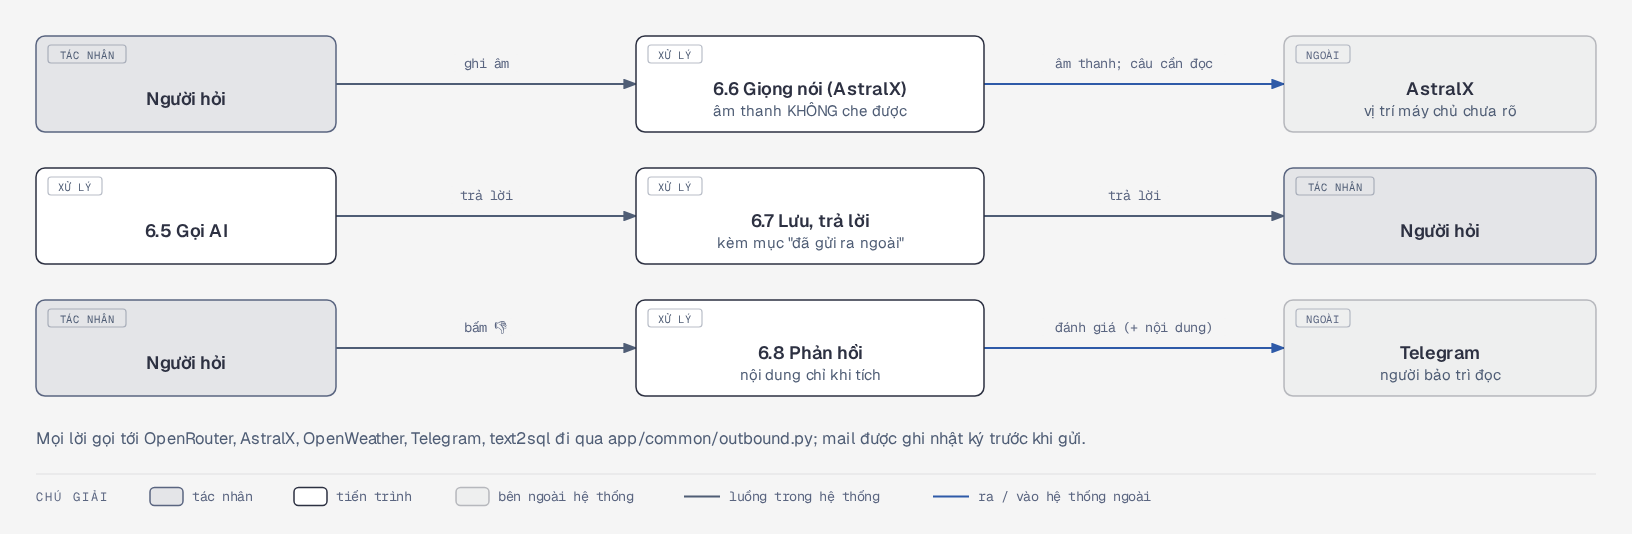 TÁC NHÂN
Người hỏi
ghi âm
XỬ LÝ
6.6 Giọng nói (AstralX)
âm thanh KHÔNG che được
âm thanh; câu cần đọc
NGOÀI
AstralX
vị trí máy chủ chưa rõ
XỬ LÝ
6.5 Gọi AI
trả lời
XỬ LÝ
6.7 Lưu, trả lời
kèm mục "đã gửi ra ngoài"
trả lời
TÁC NHÂN
Người hỏi
TÁC NHÂN
Người hỏi
bấm 👎
XỬ LÝ
6.8 Phản hồi
nội dung chỉ khi tích
đánh giá (+ nội dung)
NGOÀI
Telegram
người bảo trì đọc
Mọi lời gọi tới OpenRouter, AstralX, OpenWeather, Telegram, text2sql đi qua app/common/outbound.py; mail được ghi nhật ký trước khi gửi.
CHÚ GIẢI
tác nhân
tiến trình
bên ngoài hệ thống
luồng trong hệ thống
ra / vào hệ thống ngoài